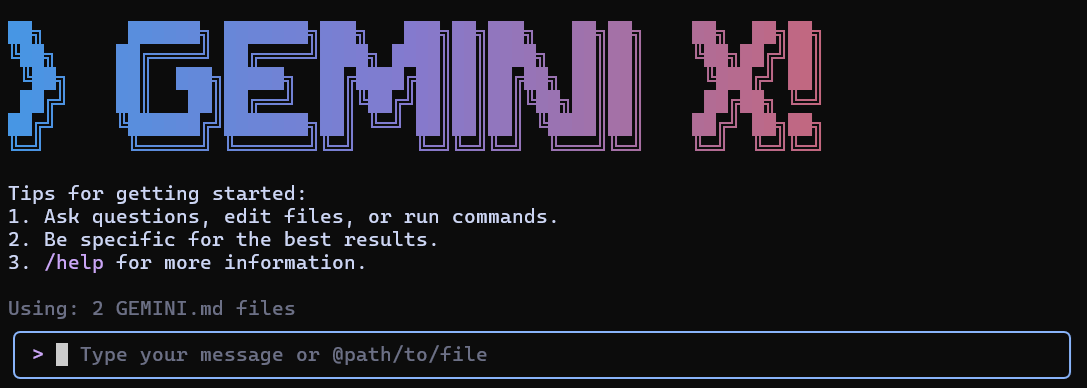 > GEMINI X!
Tips for getting started:
1. Ask questions, edit files, or run commands.
2. Be specific for the best results.
3. /help for more information.
Using: 2 GEMINI.md files
> Type your message or @path/to/file